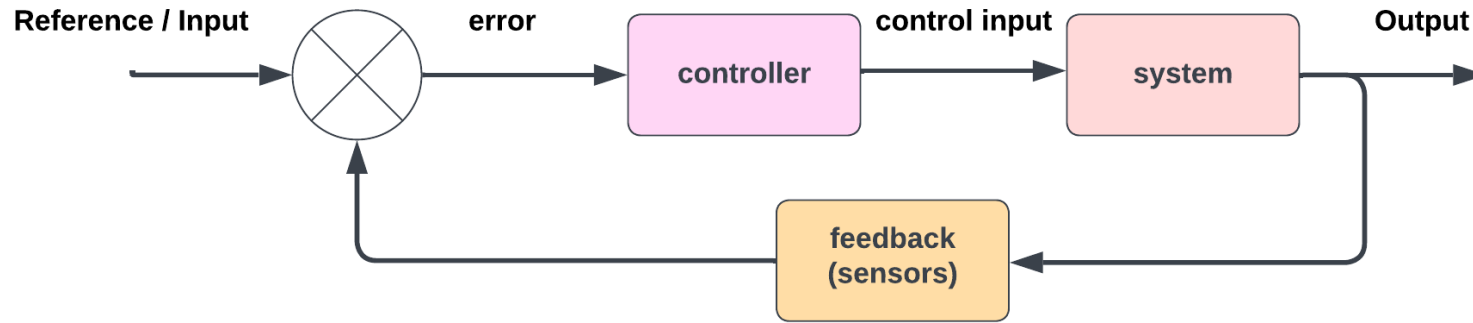 Reference / Input
error
control input
Output
controller
system
feedback
(sensors)